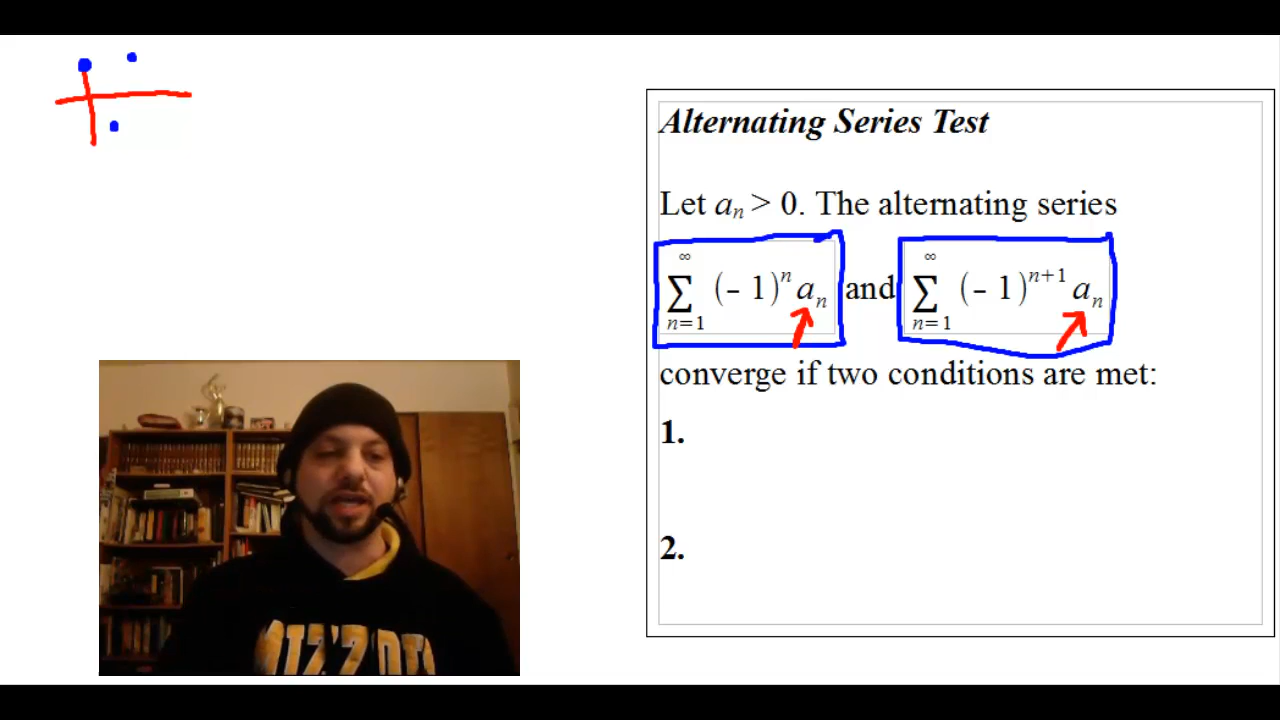 Alternating Series Test
Let aₙ > 0. The alternating series
∞ ∑ n=1 (-1)ⁿ aₙ and ∞ ∑ n=1 (-1)ⁿ⁺¹ aₙ
converge if two conditions are met:
1.
2.